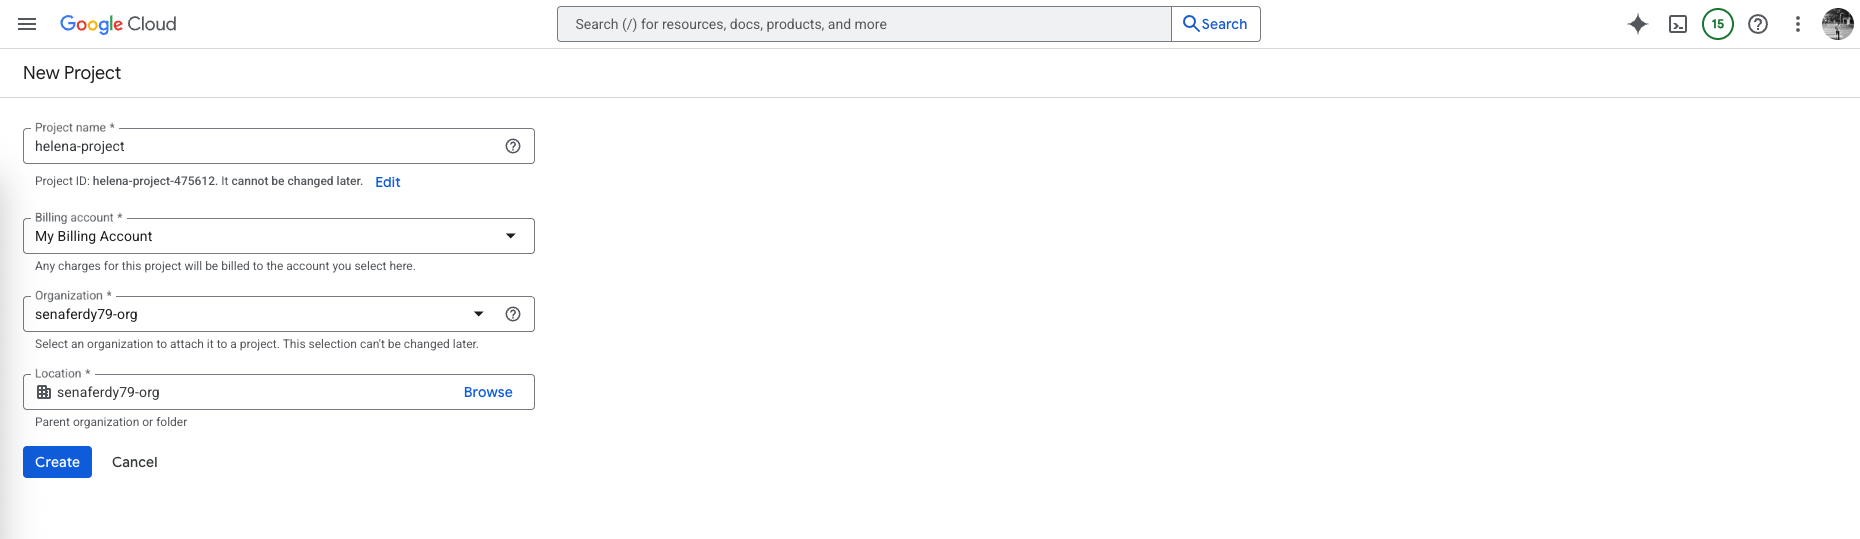 Google Cloud
Search (/) for resources, docs, products, and more
Search
15
New Project
Project name *
helena-project
Project ID: helena-project-475612. It cannot be changed later. Edit
Billing account *
My Billing Account
Any charges for this project will be billed to the account you select here.
Organization *
senaferdy79-org
Select an organization to attach it to a project. This selection can't be changed later.
Location *
senaferdy79-org Browse
Parent organization or folder
Create Cancel